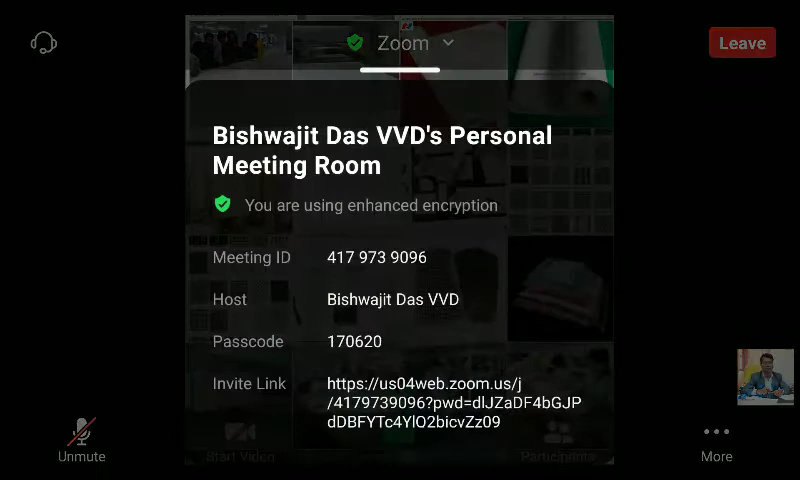 Zoom
Leave
Bishwajit Das VVD's Personal
Meeting Room
You are using enhanced encryption
Meeting ID 417 973 9096
Host Bishwajit Das VVD
Passcode 170620
Invite Link https://us04web.zoom.us/j
/4179739096?pwd=dlJZaDF4bGJP
dDBFYTc4YlO2bicvZz09
Unmute
Start Video
Participants
More